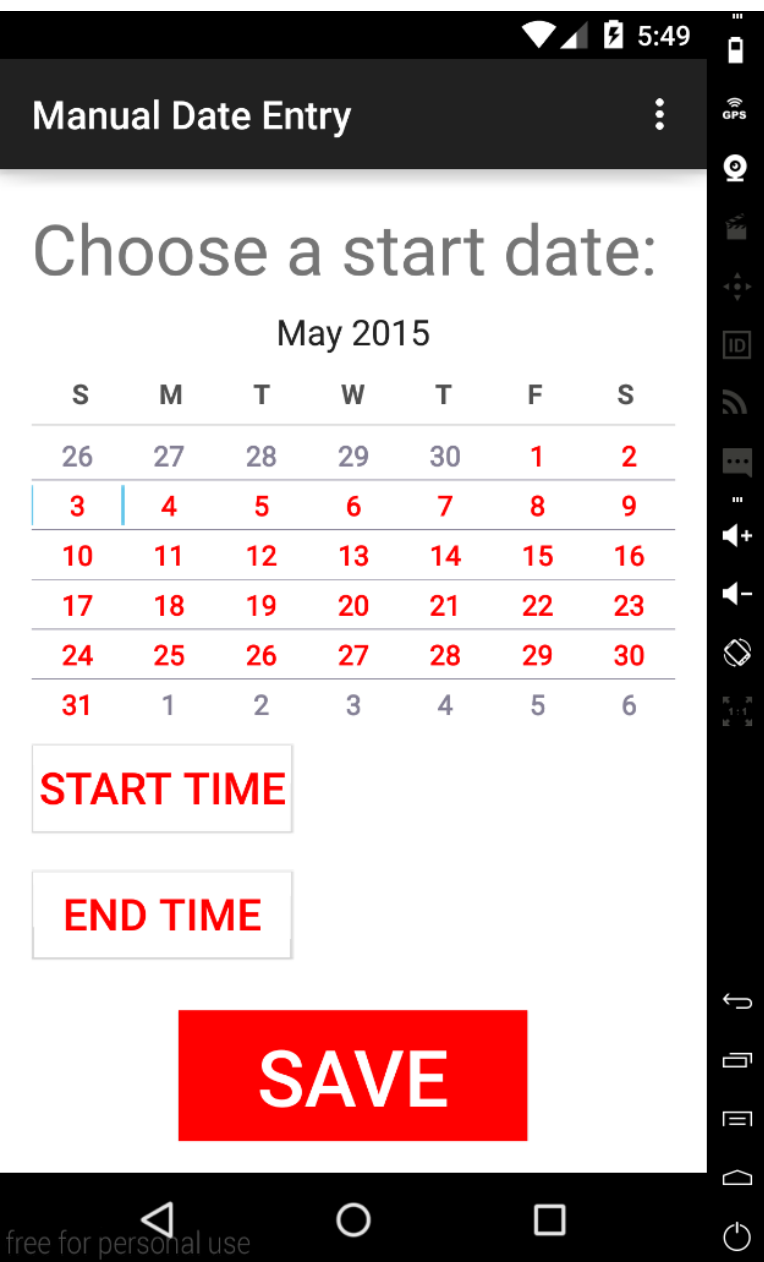 5:49
Manual Date Entry
GPS
Choose a start date:
May 2015
S M T W T F S
ID
26 27 28 29 30 1 2
3 4 5 6 7 8 9
10 11 12 13 14 15 16
17 18 19 20 21 22 23
24 25 26 27 28 29 30
31 1 2 3 4 5 6
1:1
START TIME
END TIME
SAVE
free for personal use